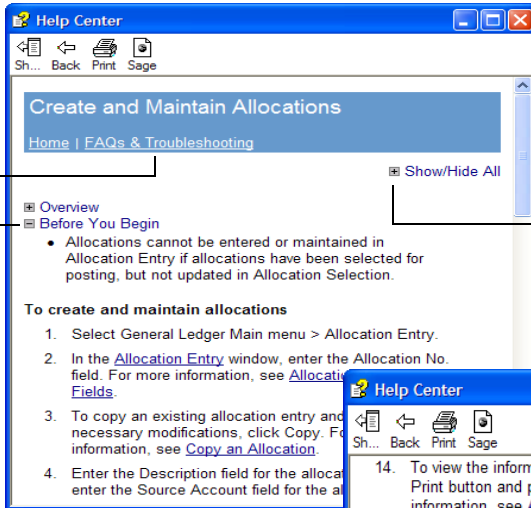 Help Center
Sh... Back Print Sage
Create and Maintain Allocations
Home | FAQs & Troubleshooting
Show/Hide All
Overview
Before You Begin
• Allocations cannot be entered or maintained in
Allocation Entry if allocations have been selected for
posting, but not updated in Allocation Selection.
To create and maintain allocations
1. Select General Ledger Main menu > Allocation Entry.
2. In the Allocation Entry window, enter the Allocation No.
field. For more information, see
Fields.
3. To copy an existing allocation entry and
necessary modifications, click Copy.
information, see Copy an Allocation.
4. Enter the Description field for the
enter the Source Account field for the
Help Center
Sh... Back Print Sage
14. To view the
Print button and
information, see